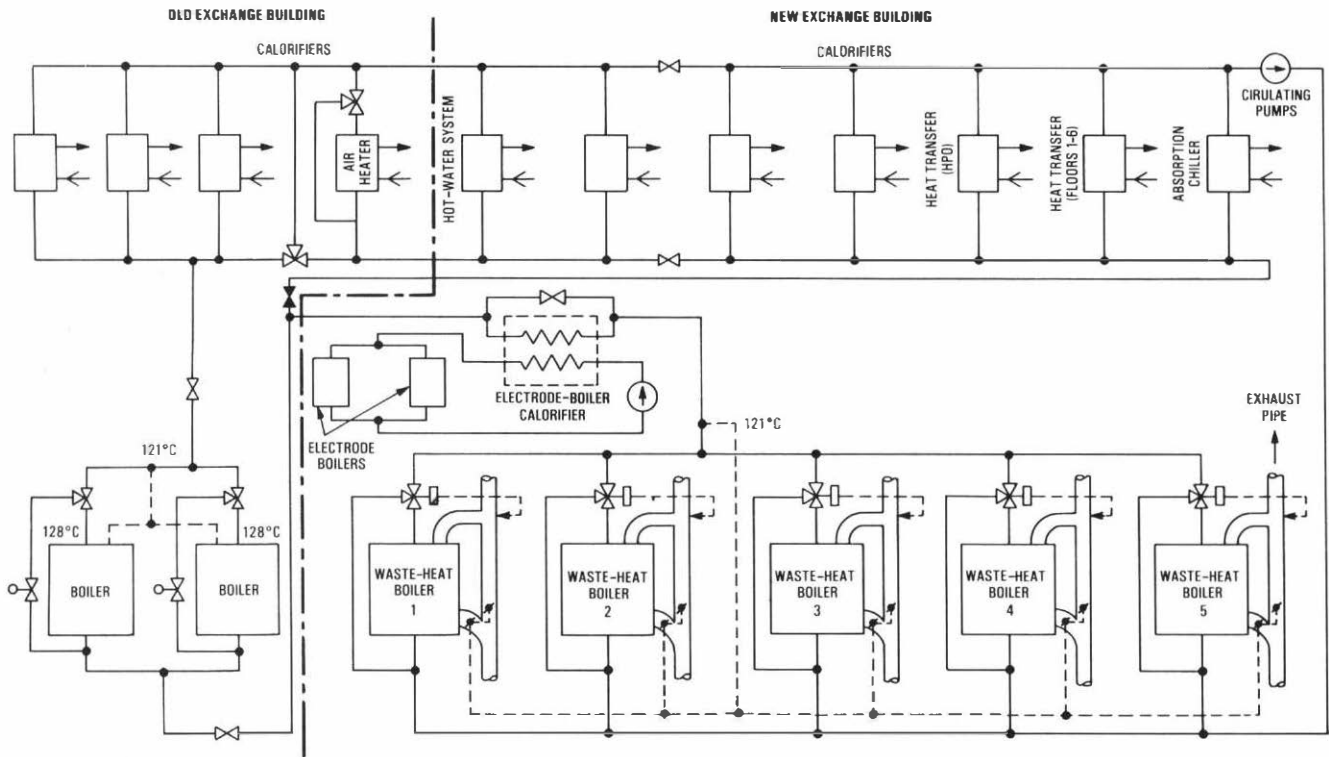 OLD EXCHANGE BUILDING
NEW EXCHANGE BUILDING
CALORIFIERS
CALORIFIERS
CIRULATING
PUMPS
AIR
HEATER
HOT-WATER SYSTEM
HEAT TRANSFER
(HPD)
HEAT TRANSFER
(FLOORS 1-6)
ABSORPTION
CHILLER
ELECTRODE-BOILER
CALORIFIER
ELECTRODE
BOILERS
121°C
121°C
EXHAUST
PIPE
128°C
128°C
BOILER
BOILER
WASTE-HEAT
BOILER
1
WASTE-HEAT
BOILER
2
WASTE-HEAT
BOILER
3
WASTE-HEAT
BOILER
4
WASTE-HEAT
BOILER
5